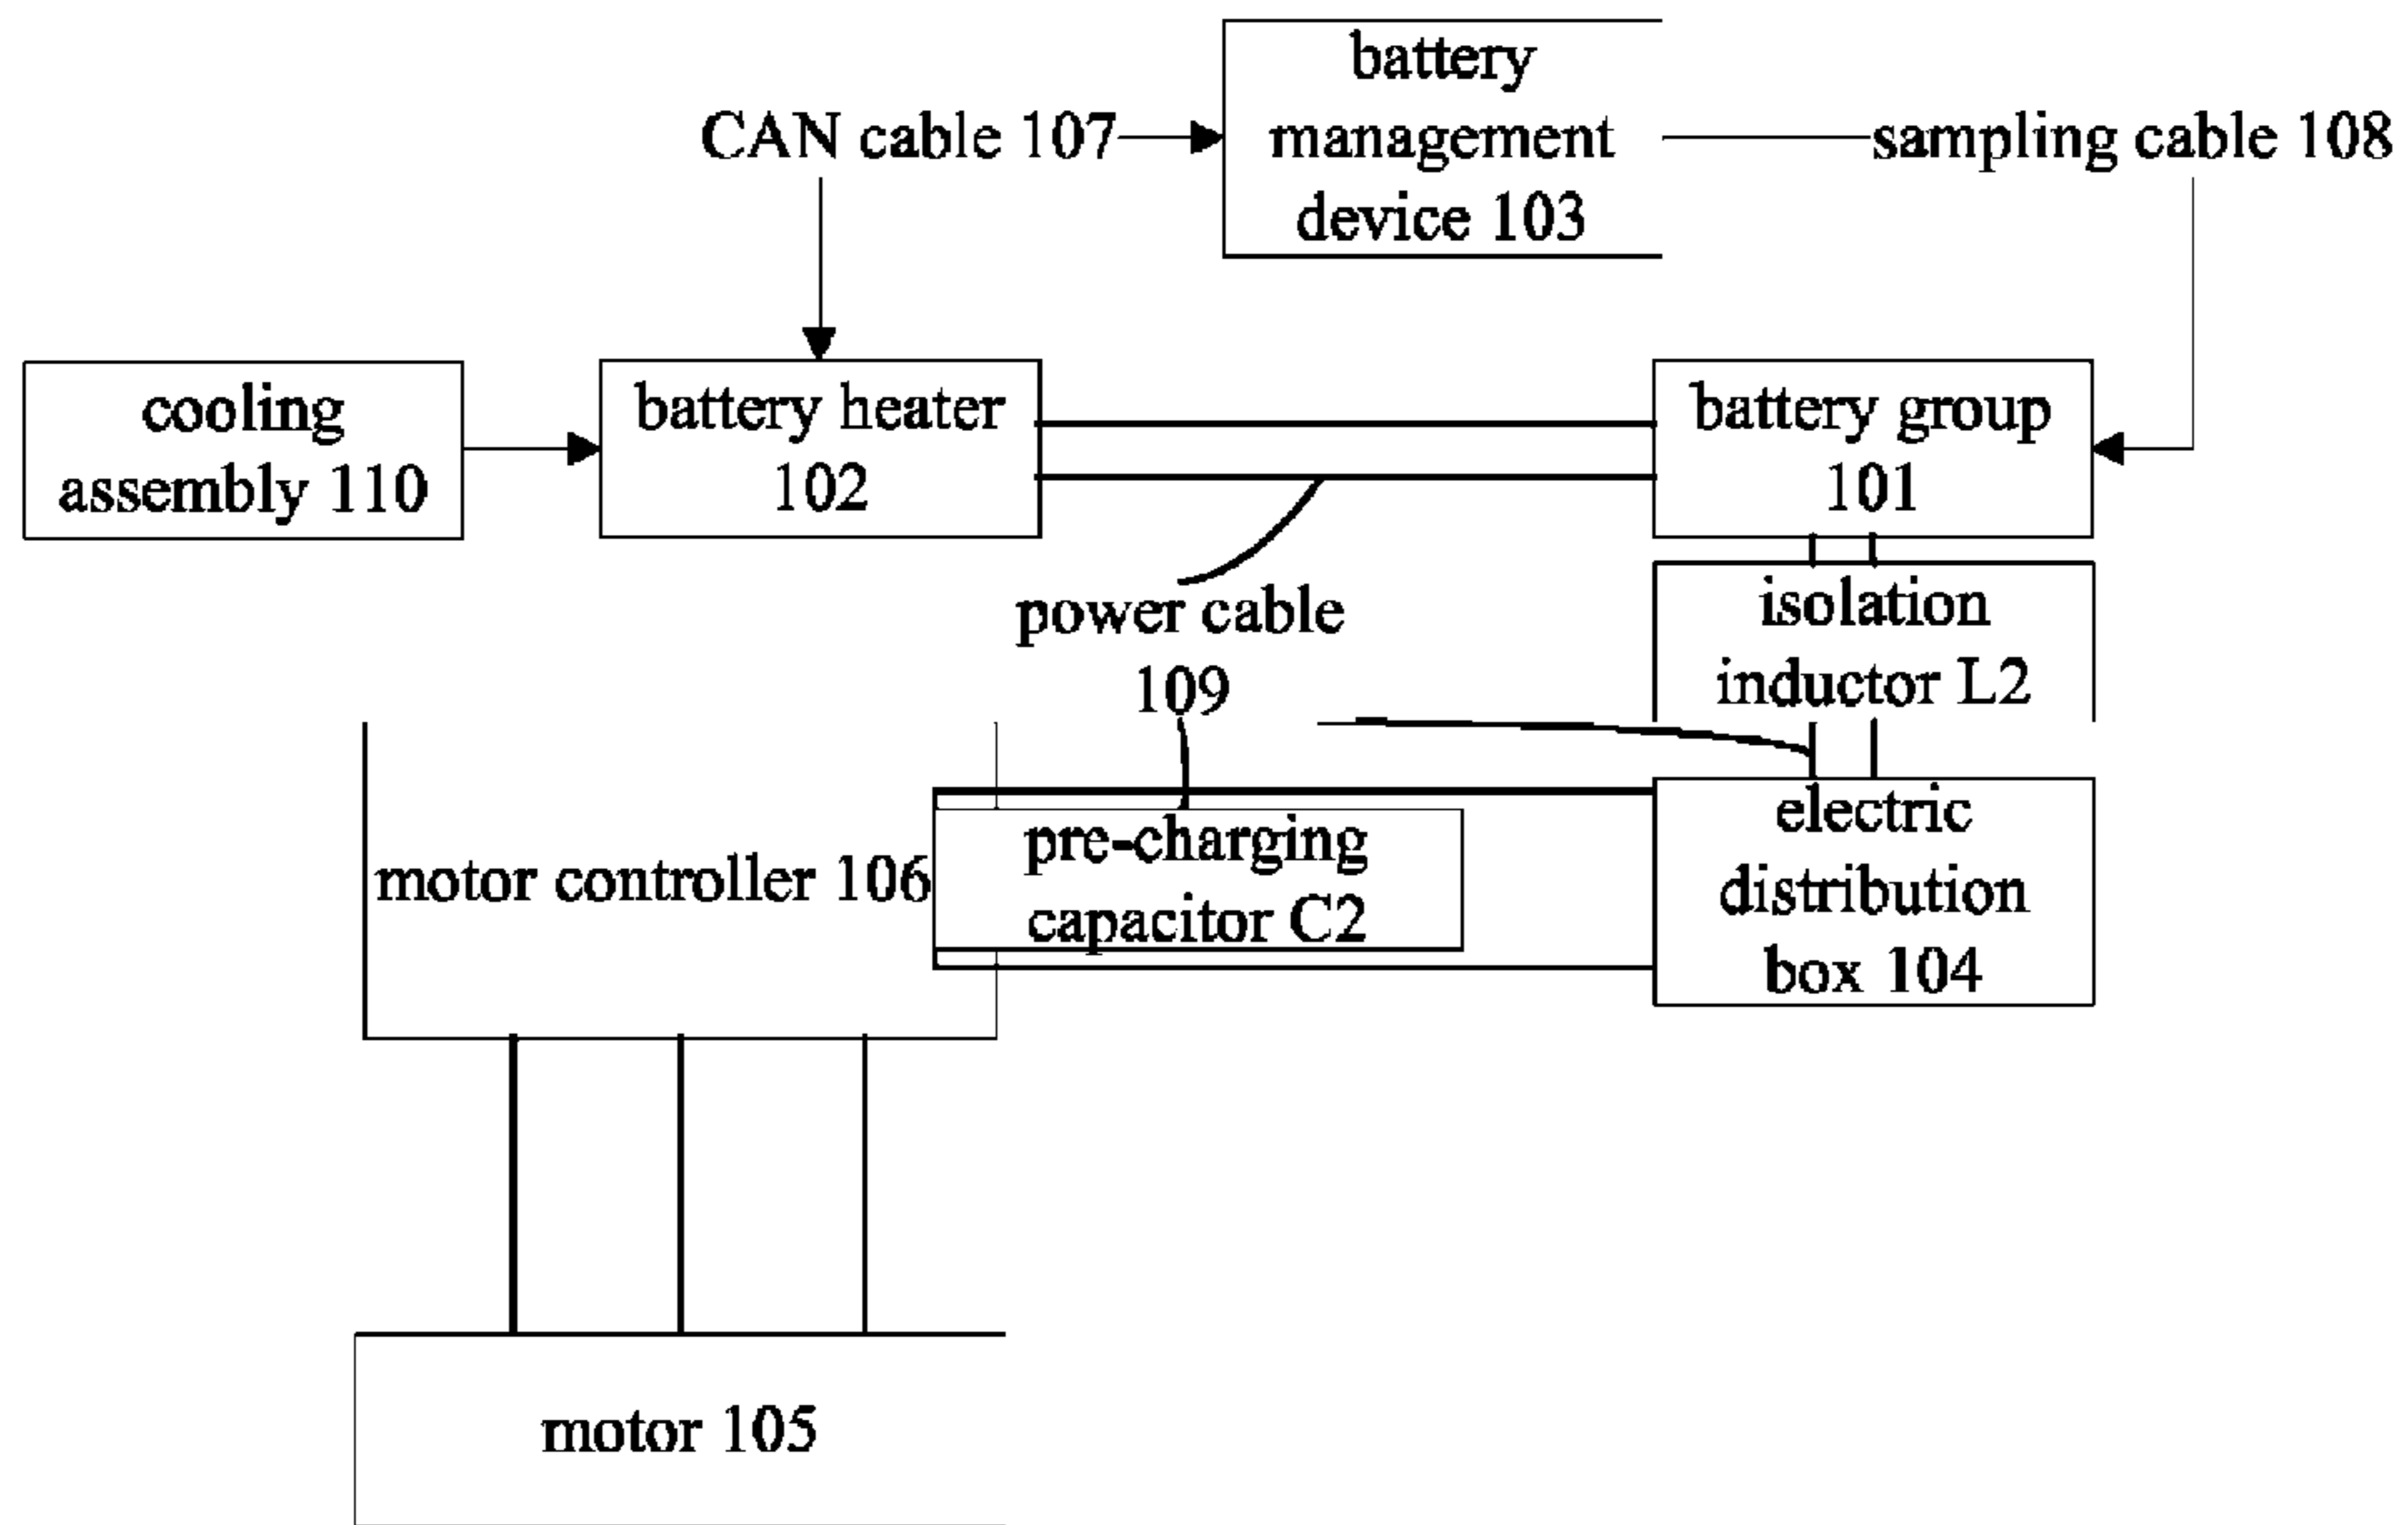 battery
management
device 103
CAN cable 107
sampling cable 108
cooling
assembly 110
battery heater
102
battery group
101
power cable
109
isolation
inductor L2
motor controller 106
pre-charging
capacitor C2
electric
distribution
box 104
motor 105